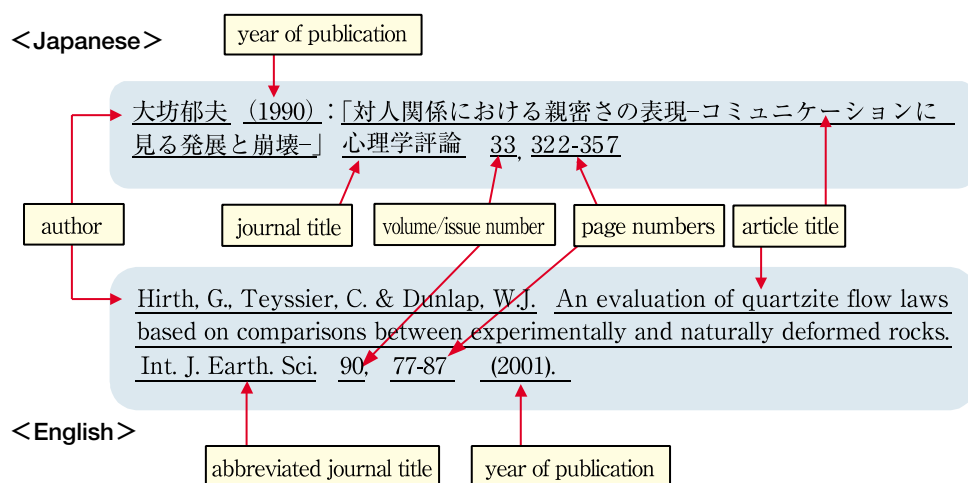 year of publication
＜Japanese＞
大坊郁夫 (1990)：「対人関係における親密さの表現−コミュニケーションに
見る発展と崩壊−」 心理学評論 33, 322-357
author
journal title
volume/issue number
page numbers
article title
Hirth, G., Teyssier, C. & Dunlap, W.J. An evaluation of quartzite flow laws
based on comparisons between experimentally and naturally deformed rocks.
Int. J. Earth. Sci. 90, 77-87 (2001).
＜English＞
abbreviated journal title
year of publication